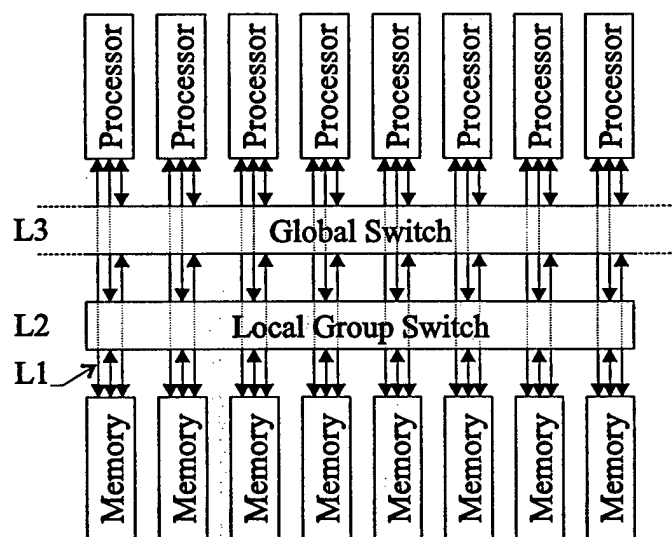 Processor Processor Processor Processor Processor Processor Processor Processor
L3 Global Switch
L2 Local Group Switch
L1
Memory Memory Memory Memory Memory Memory Memory Memory